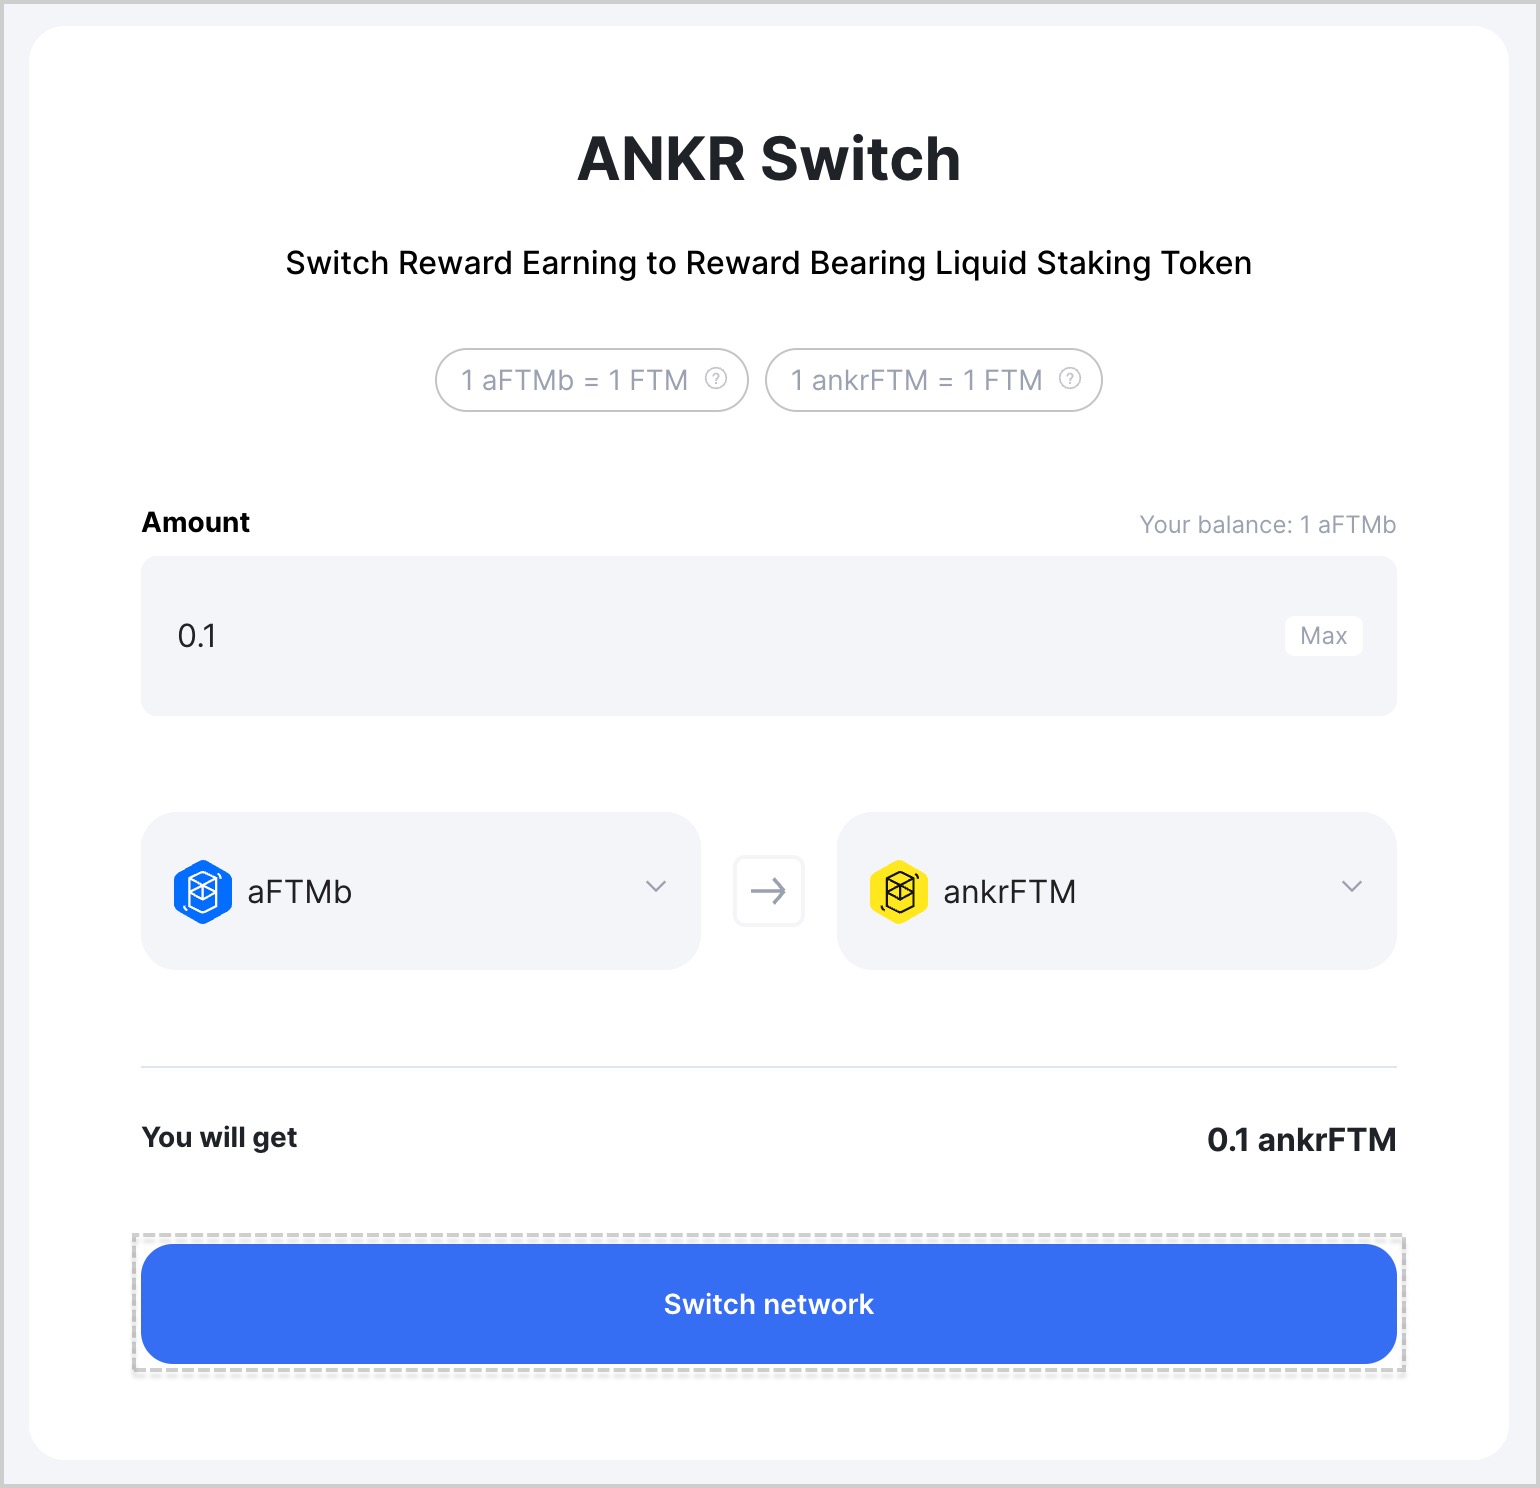 ANKR Switch
Switch Reward Earning to Reward Bearing Liquid Staking Token
1 aFTMb = 1 FTM ? 1 ankrFTM = 1 FTM ?
Amount Your balance: 1 aFTMb
0.1 Max
aFTMb ankrFTM
You will get 0.1 ankrFTM
Switch network